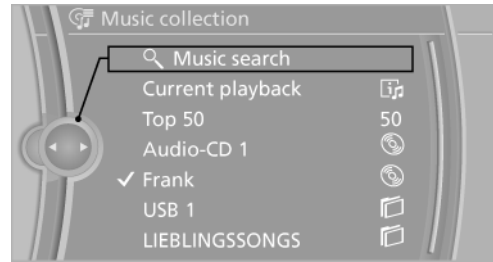 Music collection
Music search
Current playback
Top 50 50
Audio-CD 1
Frank
USB 1
LIEBLINGSSONGS